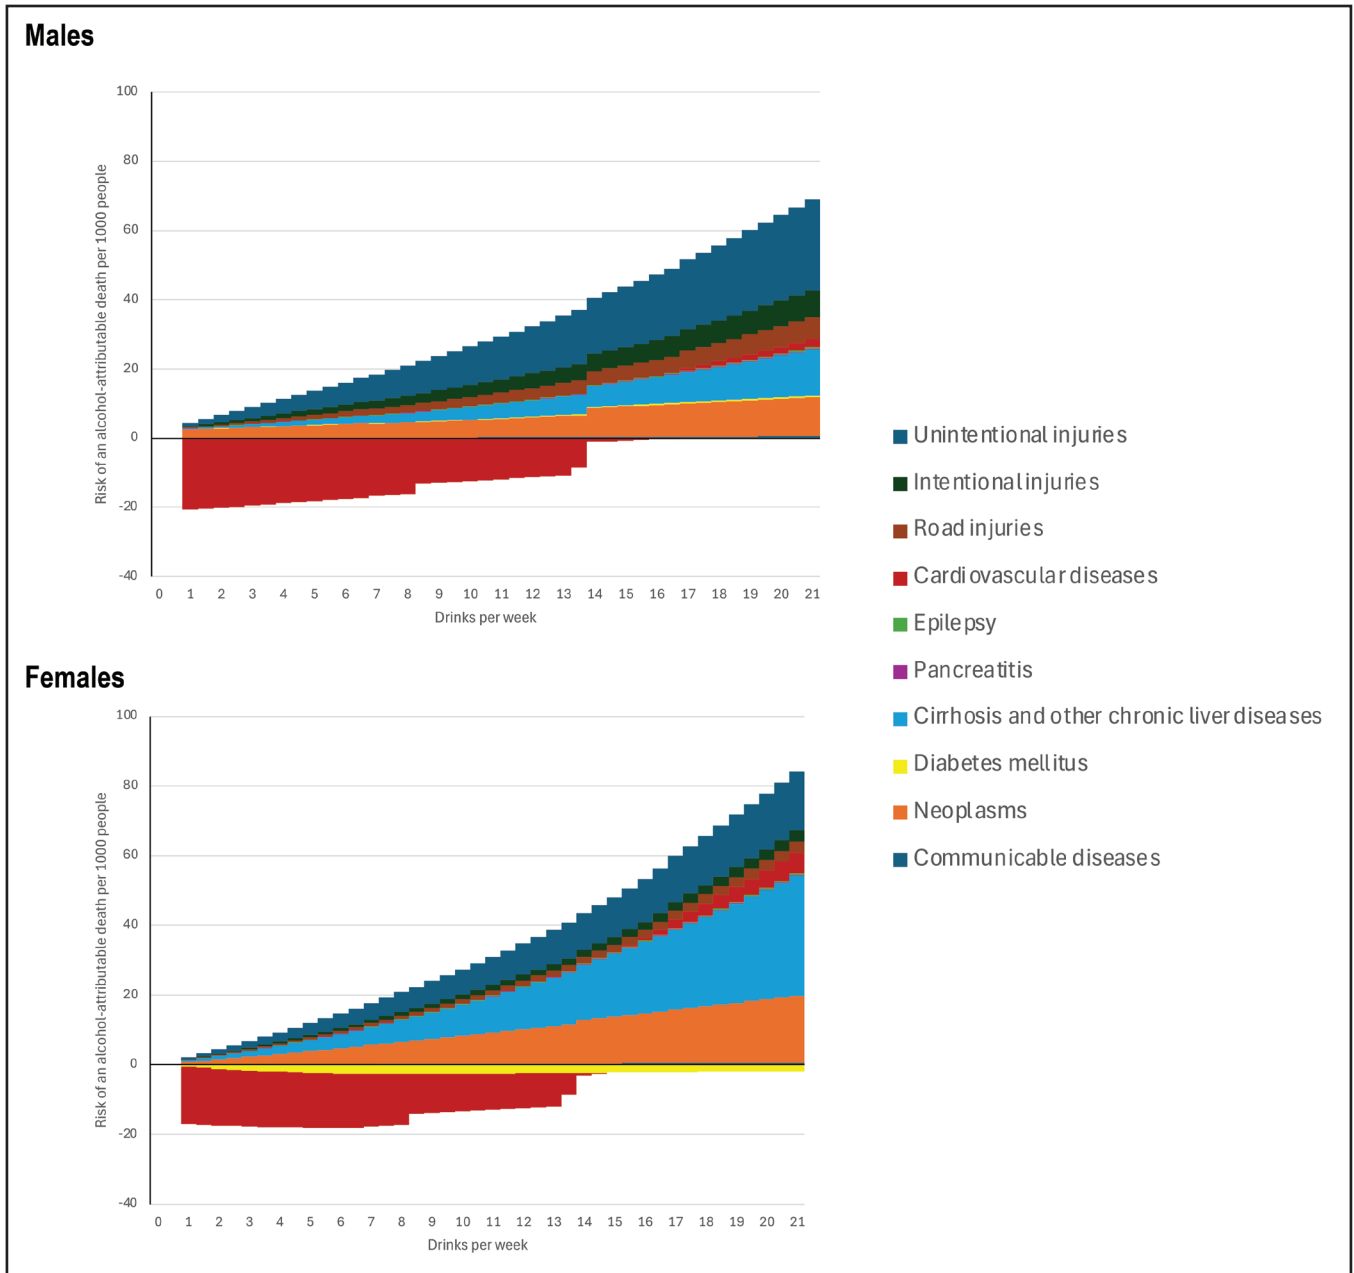 Males
Risk of an alcohol-attributable death per 1000 people
100
80
60
40
20
0
-20
-40
0 1 2 3 4 5 6 7 8 9 10 11 12 13 14 15 16 17 18 19 20 21
Drinks per week
Unintentional injuries
Intentional injuries
Road injuries
Cardiovascular diseases
Epilepsy
Pancreatitis
Cirrhosis and other chronic liver diseases
Diabetes mellitus
Neoplasms
Communicable diseases
Females
Risk of an alcohol-attributable death per 1000 people
100
80
60
40
20
0
-20
-40
0 1 2 3 4 5 6 7 8 9 10 11 12 13 14 15 16 17 18 19 20 21
Drinks per week